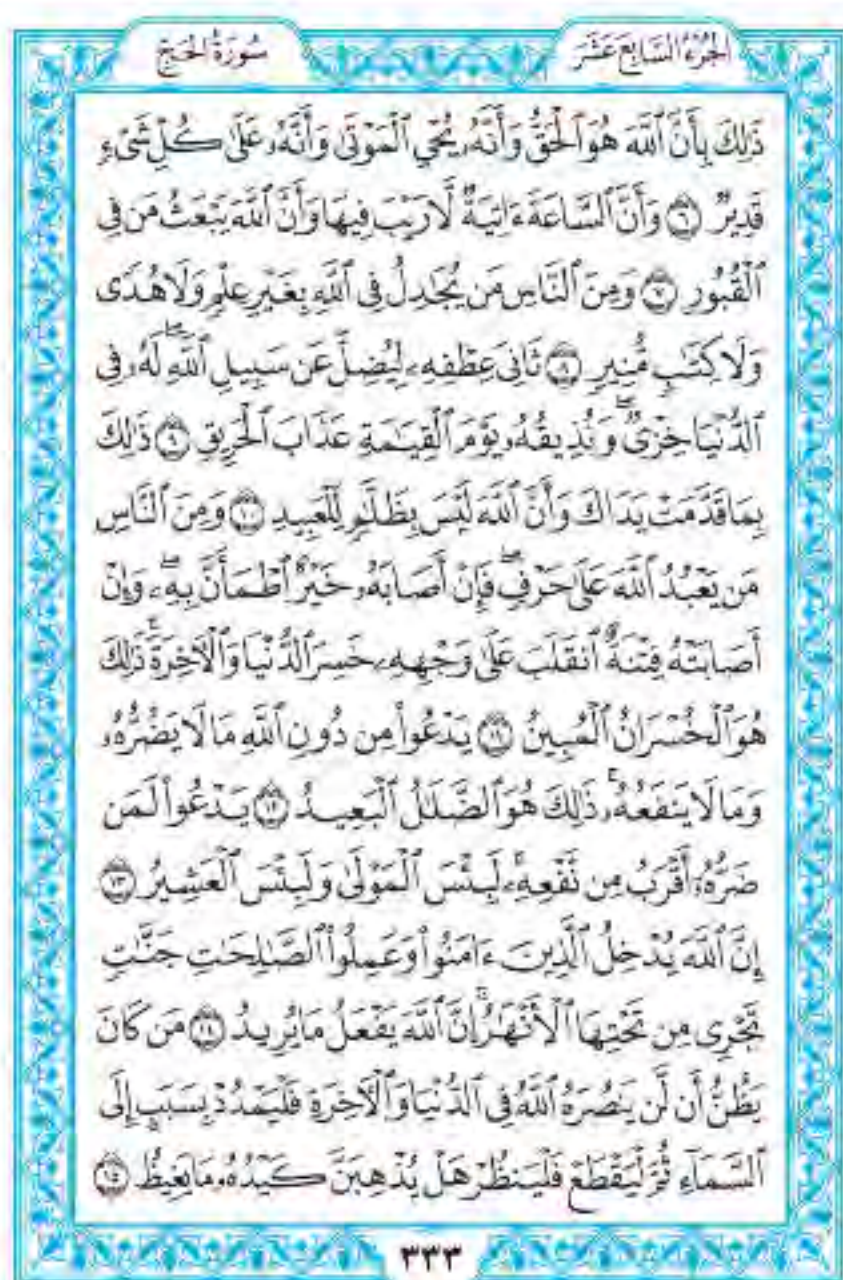 الجُزْءُ السَّابِعَ عَشَرَ
سُورَةُ الحَجِّ
ذَٰلِكَ بِأَنَّ ٱللَّهَ هُوَ ٱلْحَقُّ وَأَنَّهُۥ يُحْيِ ٱلْمَوْتَىٰ وَأَنَّهُۥ عَلَىٰ كُلِّ شَىْءٍ
قَدِيرٌ ٦ وَأَنَّ ٱلسَّاعَةَ ءَاتِيَةٌ لَّا رَيْبَ فِيهَا وَأَنَّ ٱللَّهَ يَبْعَثُ مَن فِى
ٱلْقُبُورِ ٧ وَمِنَ ٱلنَّاسِ مَن يُجَٰدِلُ فِى ٱللَّهِ بِغَيْرِ عِلْمٍ وَلَا هُدًى
وَلَا كِتَٰبٍ مُّنِيرٍ ٨ ثَانِىَ عِطْفِهِۦ لِيُضِلَّ عَن سَبِيلِ ٱللَّهِ ۖ لَهُۥ فِى
ٱلدُّنْيَا خِزْىٌ ۖ وَنُذِيقُهُۥ يَوْمَ ٱلْقِيَٰمَةِ عَذَابَ ٱلْحَرِيقِ ٩ ذَٰلِكَ
بِمَا قَدَّمَتْ يَدَاكَ وَأَنَّ ٱللَّهَ لَيْسَ بِظَلَّٰمٍ لِّلْعَبِيدِ ١٠ وَمِنَ ٱلنَّاسِ
مَن يَعْبُدُ ٱللَّهَ عَلَىٰ حَرْفٍ ۖ فَإِنْ أَصَابَهُۥ خَيْرٌ ٱطْمَأَنَّ بِهِۦ ۖ وَإِنْ
أَصَابَتْهُ فِتْنَةٌ ٱنقَلَبَ عَلَىٰ وَجْهِهِۦ خَسِرَ ٱلدُّنْيَا وَٱلْءَاخِرَةَ ۚ ذَٰلِكَ
هُوَ ٱلْخُسْرَانُ ٱلْمُبِينُ ١١ يَدْعُوا۟ مِن دُونِ ٱللَّهِ مَا لَا يَضُرُّهُۥ
وَمَا لَا يَنفَعُهُۥ ۚ ذَٰلِكَ هُوَ ٱلضَّلَٰلُ ٱلْبَعِيدُ ١٢ يَدْعُوا۟ لَمَن
ضَرُّهُۥٓ أَقْرَبُ مِن نَّفْعِهِۦ ۚ لَبِئْسَ ٱلْمَوْلَىٰ وَلَبِئْسَ ٱلْعَشِيرُ ١٣
إِنَّ ٱللَّهَ يُدْخِلُ ٱلَّذِينَ ءَامَنُوا۟ وَعَمِلُوا۟ ٱلصَّٰلِحَٰتِ جَنَّٰتٍ
تَجْرِى مِن تَحْتِهَا ٱلْأَنْهَٰرُ ۚ إِنَّ ٱللَّهَ يَفْعَلُ مَا يُرِيدُ ١٤ مَن كَانَ
يَظُنُّ أَن لَّن يَنصُرَهُ ٱللَّهُ فِى ٱلدُّنْيَا وَٱلْءَاخِرَةِ فَلْيَمْدُدْ بِسَبَبٍ إِلَى
ٱلسَّمَآءِ ثُمَّ لْيَقْطَعْ فَلْيَنظُرْ هَلْ يُذْهِبَنَّ كَيْدُهُۥ مَا يَغِيظُ ١٥
٣٣٣